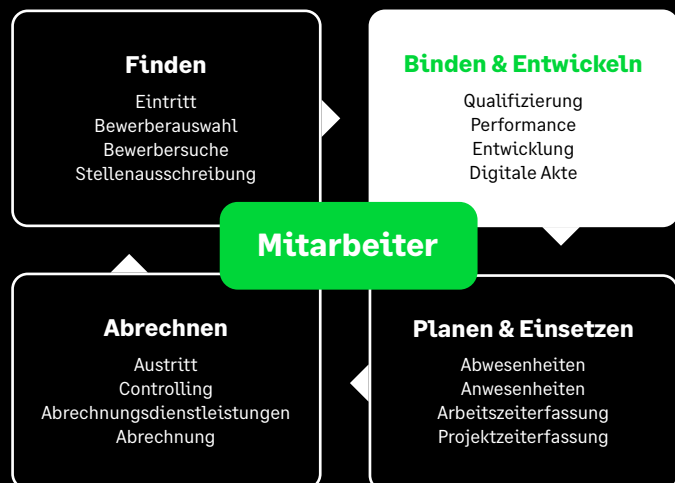 Finden
Eintritt
Bewerberauswahl
Bewerbersuche
Stellenausschreibung
Binden & Entwickeln
Qualifizierung
Performance
Entwicklung
Digitale Akte
Mitarbeiter
Abrechnen
Austritt
Controlling
Abrechnungsdienstleistungen
Abrechnung
Planen & Einsetzen
Abwesenheiten
Anwesenheiten
Arbeitszeiterfassung
Projektzeiterfassung